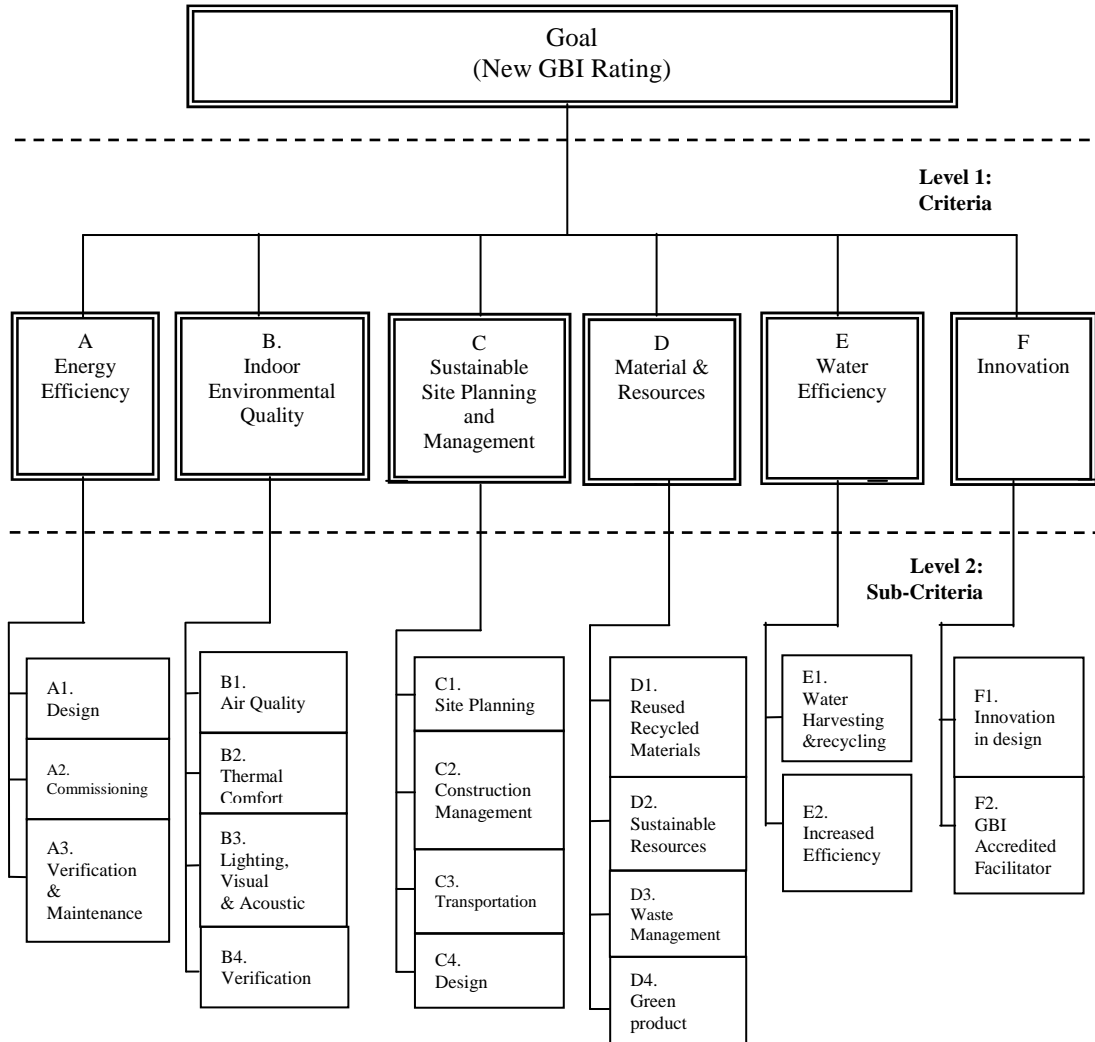 Goal
(New GBI Rating)
Level 1:
Criteria
A
Energy
Efficiency
B.
Indoor
Environmental
Quality
C
Sustainable
Site Planning
and
Management
D
Material &
Resources
E
Water
Efficiency
F
Innovation
Level 2:
Sub-Criteria
A1.
Design
A2.
Commissioning
A3.
Verification
&
Maintenance
B1.
Air Quality
B2.
Thermal
Comfort
B3.
Lighting,
Visual
& Acoustic
B4.
Verification
C1.
Site Planning
C2.
Construction
Management
C3.
Transportation
C4.
Design
D1.
Reused
Recycled
Materials
D2.
Sustainable
Resources
D3.
Waste
Management
D4.
Green
product
E1.
Water
Harvesting
&recycling
E2.
Increased
Efficiency
F1.
Innovation
in design
F2.
GBI
Accredited
Facilitator